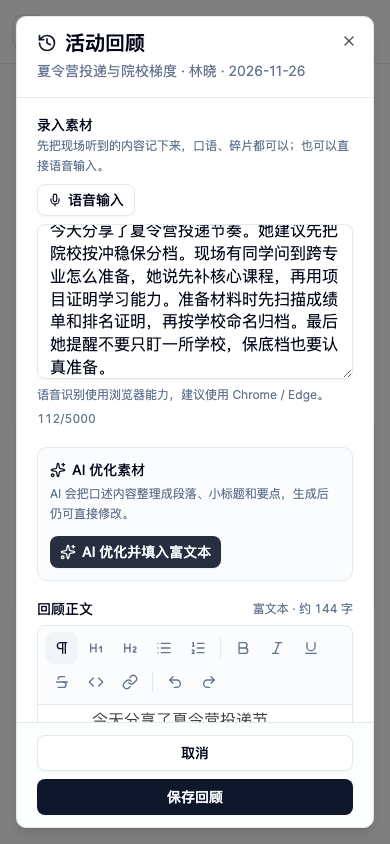 活动回顾
夏令营投递与院校梯度 · 林晓 · 2026-11-26
录入素材
先把现场听到的内容记下来，口语、碎片都可以；也可以直
接语音输入。
语音输入
今天分享了夏令营投递节奏。她建议先把
院校按冲稳保分档。现场有同学问到跨专
业怎么准备，她说先补核心课程，再用项
目证明学习能力。准备材料时先扫描成绩
单和排名证明，再按学校命名归档。最后
她提醒不要只盯一所学校，保底档也要认
真准备。
语音识别使用浏览器能力，建议使用 Chrome / Edge。
112/5000
AI 优化素材
AI 会把口述内容整理成段落、小标题和要点，生成后
仍可直接修改。
AI 优化并填入富文本
回顾正文
富文本 · 约 144 字
H1 H2 B I U
S
今天分享了夏令营投递节
取消
保存回顾